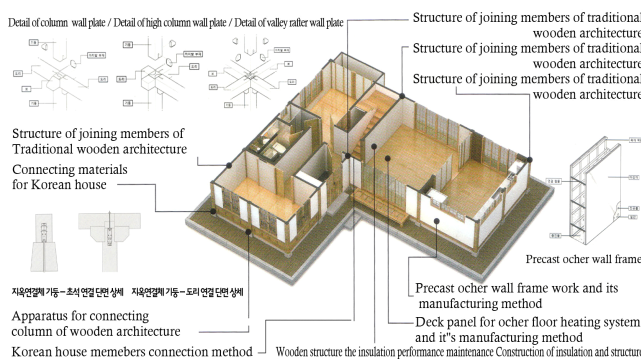 Detail of column wall plate / Detail of high column wall plate / Detail of valley rafter wall plate
Structure of joining members of traditional
wooden architecture
Structure of joining members of traditional
wooden architecture
Structure of joining members of traditional
wooden architecture
Structure of joining members of
Traditional wooden architecture
Connecting materials
for Korean house
지옥연결체 기둥 – 초석 연결 단면 상세
지옥연결체 기둥 – 도리 연결 단면 상세
Precast ocher wall frame
Apparatus for connecting
column of wooden architecture
Precast ocher wall frame work and its
manufacturing method
Deck panel for ocher floor heating system
and it"s manufacturing method
Korean house memebers connection method
Wooden structure the insulation performance maintenance Construction of insulation and structure